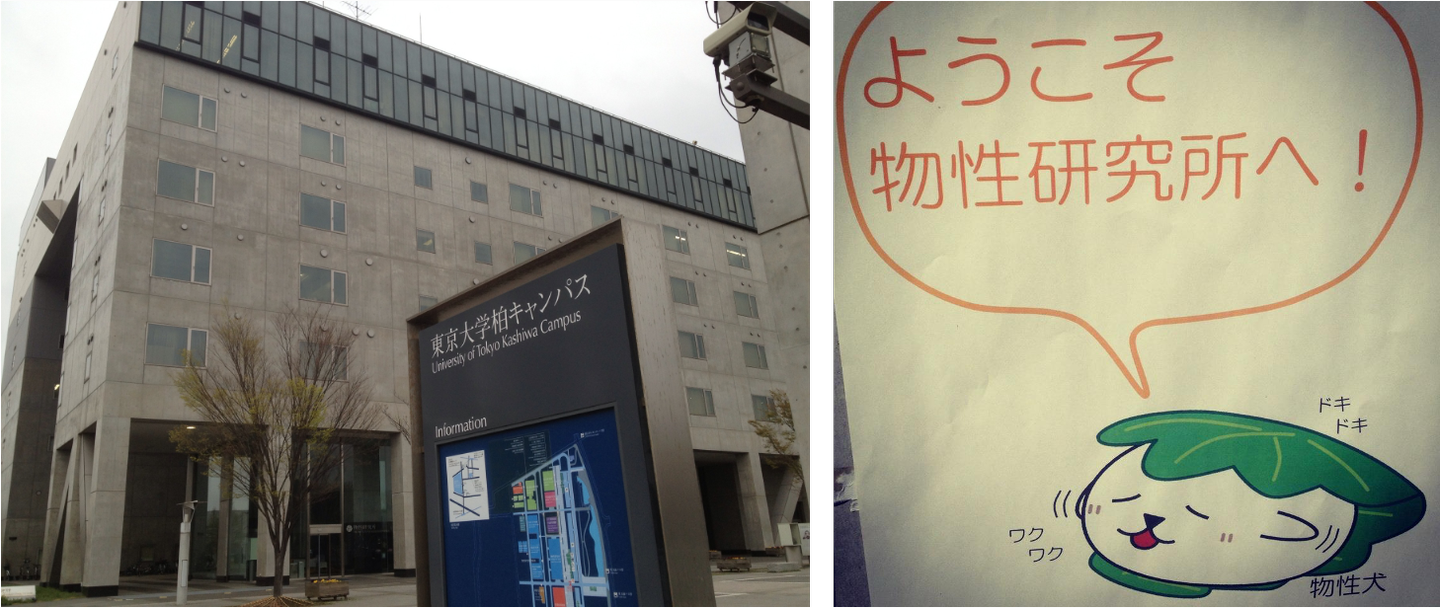 東京大学柏キャンパス
University of Tokyo Kashiwa Campus
Information
ようこそ
物性研究所へ！
ドキ
ドキ
ワク
ワク
物性犬